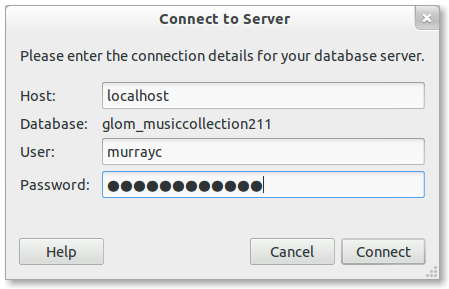 Connect to Server
Please enter the connection details for your database server.
Host: localhost
Database: glom_musiccollection211
User: murrayc
Password: ●●●●●●●●●●●●
Help Cancel Connect